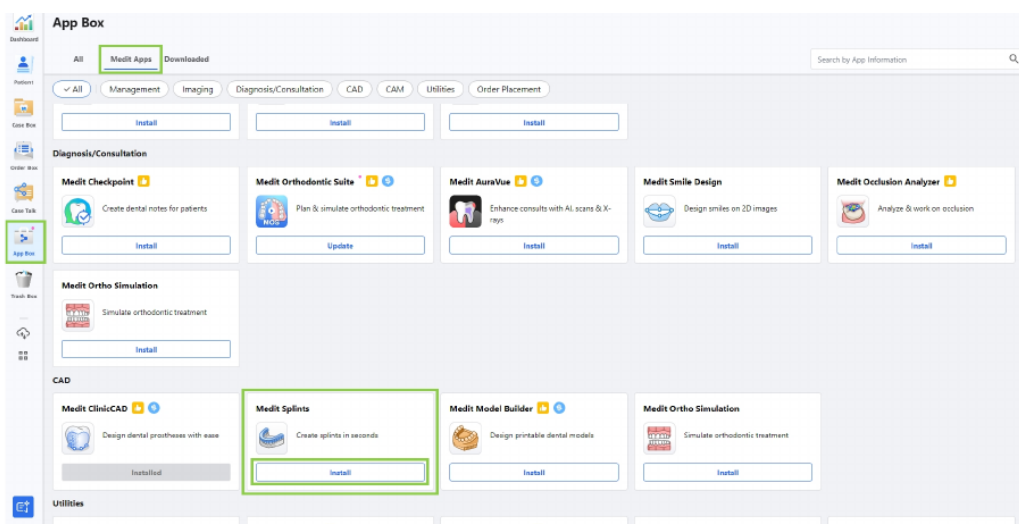 App Box
Dashboard
Patient
Case Box
Order Box
Case Talk
App Box
Trash Box
All
Medit Apps
Downloaded
Search by App Information
All
Management
Imaging
Diagnosis/Consultation
CAD
CAM
Utilities
Order Placement
Install
Install
Install
Diagnosis/Consultation
Medit Checkpoint
Create dental notes for patients
Install
Medit Orthodontic Suite
NOG
Plan & simulate orthodontic treatment
Update
Medit AuraVue
Enhance consults with AI, scans & X-
rays
Install
Medit Smile Design
Design smiles on 2D images
Install
Medit Occlusion Analyzer
Analyze & work on occlusion
Install
Medit Ortho Simulation
Simulate orthodontic treatment
Install
CAD
Medit ClinicCAD
Design dental prostheses with ease
Installed
Medit Splints
Create splints in seconds
Install
Medit Model Builder
Design printable dental models
Install
Medit Ortho Simulation
Simulate orthodontic treatment
Install
Utilities